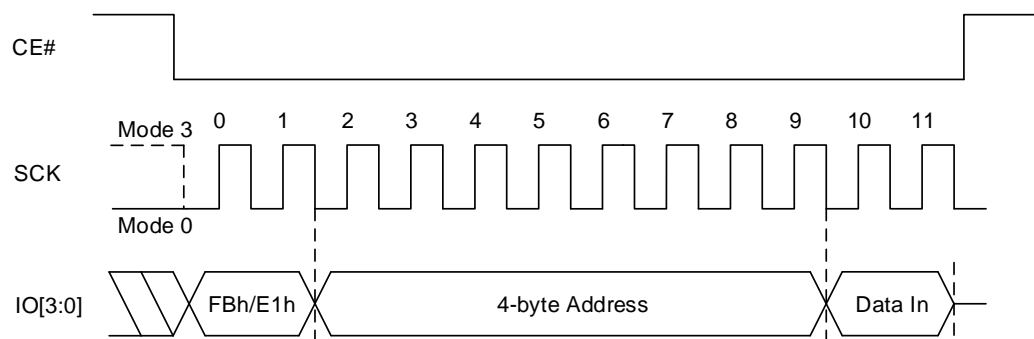 CE#
0 1 2 3 4 5 6 7 8 9 10 11
Mode 3
SCK
Mode 0
IO[3:0] FBh/E1h 4-byte Address Data In